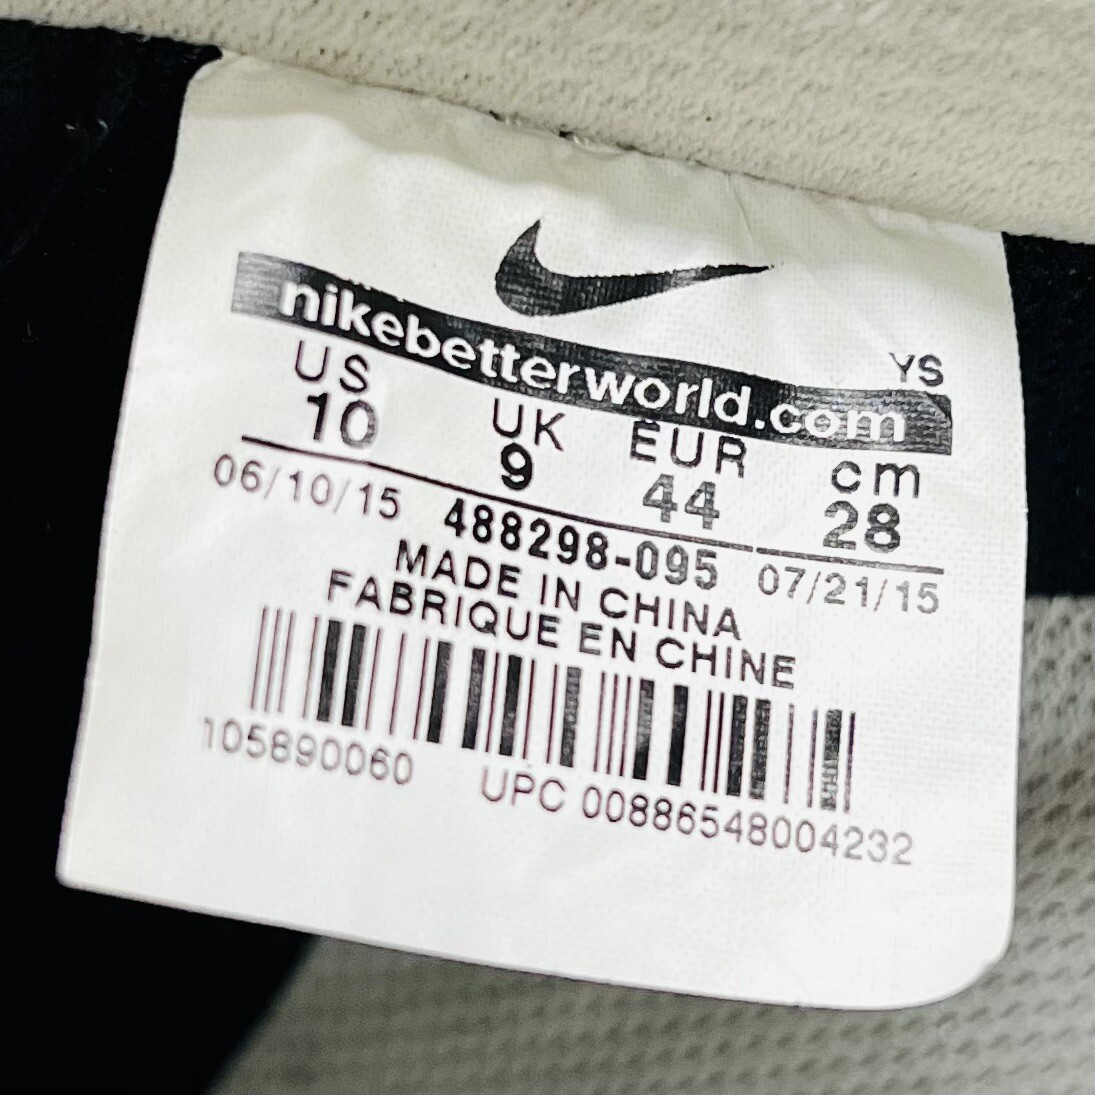 nikebetterworld.com
YS
US UK EUR cm
10 9 44 28
06/10/15 488298-095 07/21/15
MADE IN CHINA
FABRIQUE EN CHINE
105890060 UPC 00886548004232